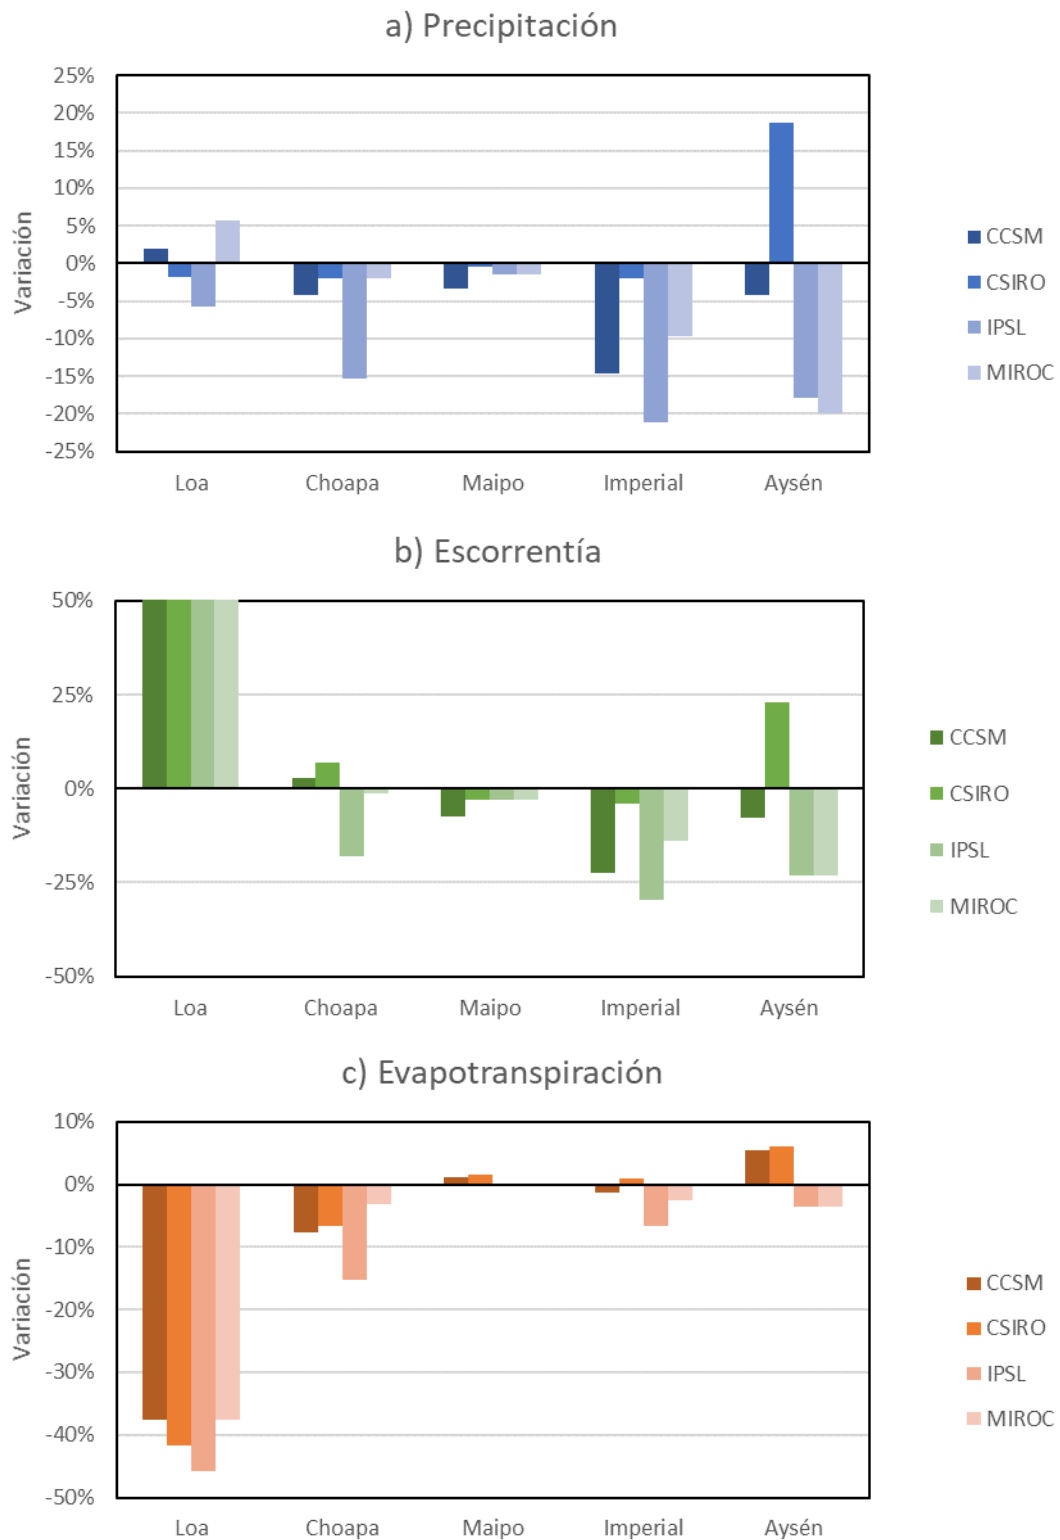 a) Precipitación
25%
20%
15%
10%
5%
0%
-5%
-10%
-15%
-20%
-25%
Variación
Loa Choapa Maipo Imperial Aysén
CCSM
CSIRO
IPSL
MIROC
b) Escorrentía
50%
25%
0%
-25%
-50%
Variación
Loa Choapa Maipo Imperial Aysén
CCSM
CSIRO
IPSL
MIROC
c) Evapotranspiración
10%
0%
-10%
-20%
-30%
-40%
-50%
Variación
Loa Choapa Maipo Imperial Aysén
CCSM
CSIRO
IPSL
MIROC